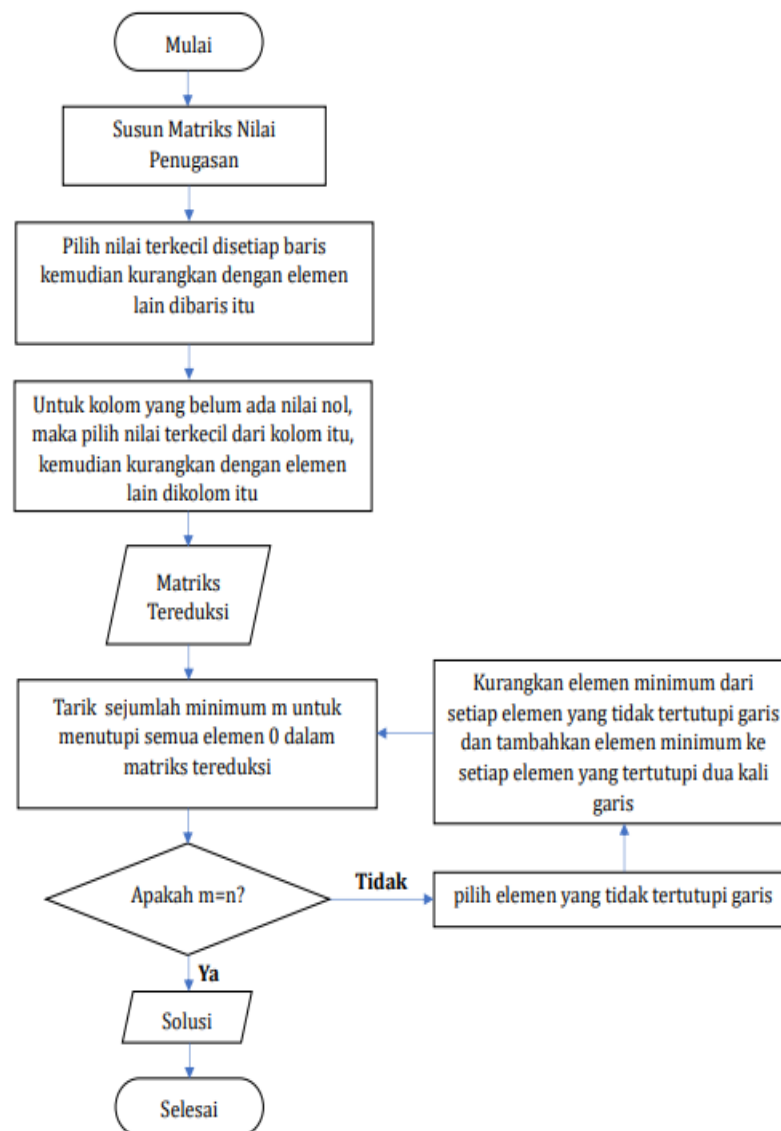 Mulai
Susun Matriks Nilai
Penugasan
Pilih nilai terkecil disetiap baris
kemudian kurangkan dengan elemen
lain dibaris itu
Untuk kolom yang belum ada nilai nol,
maka pilih nilai terkecil dari kolom itu,
kemudian kurangkan dengan elemen
lain dikolom itu
Matriks
Tereduksi
Tarik sejumlah minimum m untuk
menutupi semua elemen 0 dalam
matriks tereduksi
Kurangkan elemen minimum dari
setiap elemen yang tidak tertutupi garis
dan tambahkan elemen minimum ke
setiap elemen yang tertutupi dua kali
garis
Apakah m=n?
Tidak
pilih elemen yang tidak tertutupi garis
Ya
Solusi
Selesai